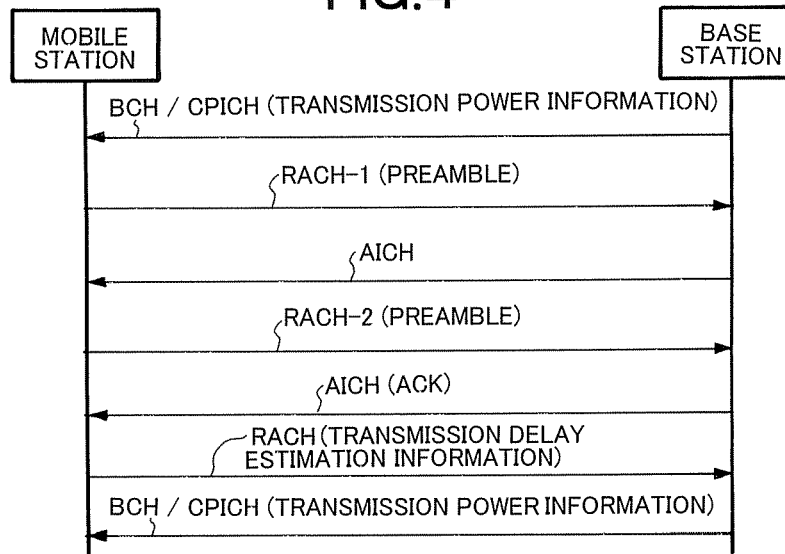 FIG.4
MOBILE
STATION
BASE
STATION
BCH / CPICH (TRANSMISSION POWER INFORMATION)
RACH-1 (PREAMBLE)
AICH
RACH-2 (PREAMBLE)
AICH (ACK)
RACH (TRANSMISSION DELAY
ESTIMATION INFORMATION)
BCH / CPICH (TRANSMISSION POWER INFORMATION)